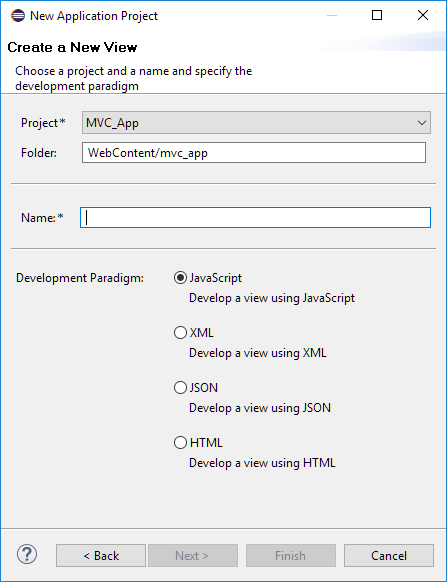 New Application Project
Create a New View
Choose a project and a name and specify the
development paradigm
Project* MVC_App
Folder: WebContent/mvc_app
Name:*
Development Paradigm: JavaScript
Develop a view using JavaScript
XML
Develop a view using XML
JSON
Develop a view using JSON
HTML
Develop a view using HTML
? < Back Next > Finish Cancel